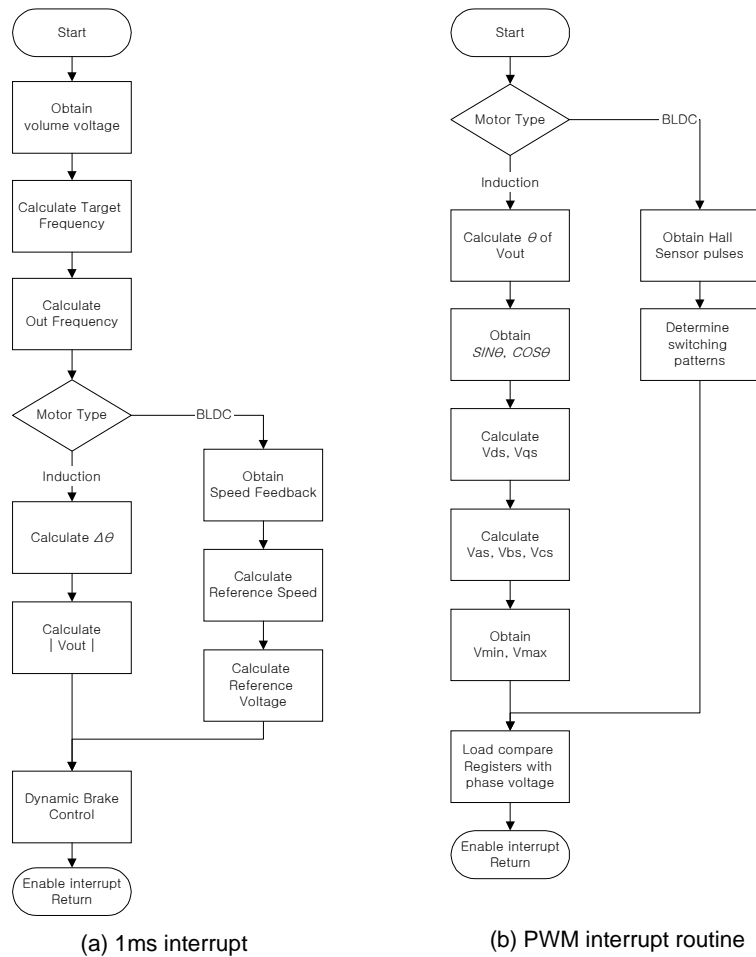 Start
Obtain
volume voltage
Calculate Target
Frequency
Calculate
Out Frequency
Motor Type
BLDC
Induction
Obtain
Speed Feedback
Calculate Δθ
Calculate
Reference Speed
Calculate
| Vout |
Calculate
Reference
Voltage
Dynamic Brake
Control
Enable interrupt
Return
(a) 1ms interrupt
Start
Motor Type
BLDC
Induction
Calculate θ of
Vout
Obtain Hall
Sensor pulses
Obtain
SINθ, COSθ
Determine
switching
patterns
Calculate
Vds, Vqs
Calculate
Vas, Vbs, Vcs
Obtain
Vmin, Vmax
Load compare
Registers with
phase voltage
Enable interrupt
Return
(b) PWM interrupt routine